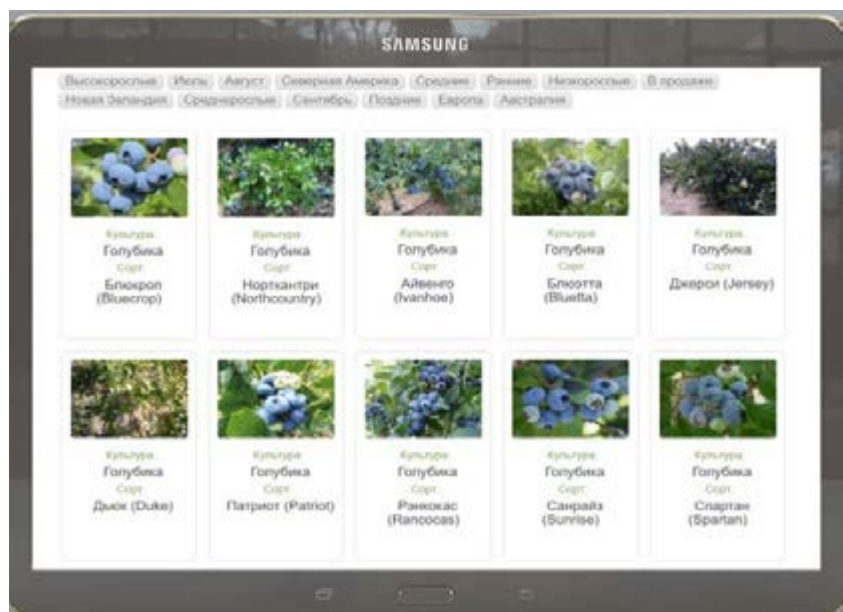 SAMSUNG
Высокорослые Июль Август Северная Америка Средние Ранние Низкорослые В продаже
Новая Зеландия Среднерослые Сентябрь Поздние Европа Австралия
Культура
Голубика
Сорт
Блюкроп
(Bluecrop)
Культура
Голубика
Сорт
Норткантри
(Northcountry)
Культура
Голубика
Сорт
Айвенго
(Ivanhoe)
Культура
Голубика
Сорт
Блюэтта
(Bluetta)
Культура
Голубика
Сорт
Джерси (Jersey)
Культура
Голубика
Сорт
Дьюк (Duke)
Культура
Голубика
Сорт
Патриот (Patriot)
Культура
Голубика
Сорт
Рэнкокас
(Rancocas)
Культура
Голубика
Сорт
Санрайз
(Sunrise)
Культура
Голубика
Сорт
Спартан
(Spartan)